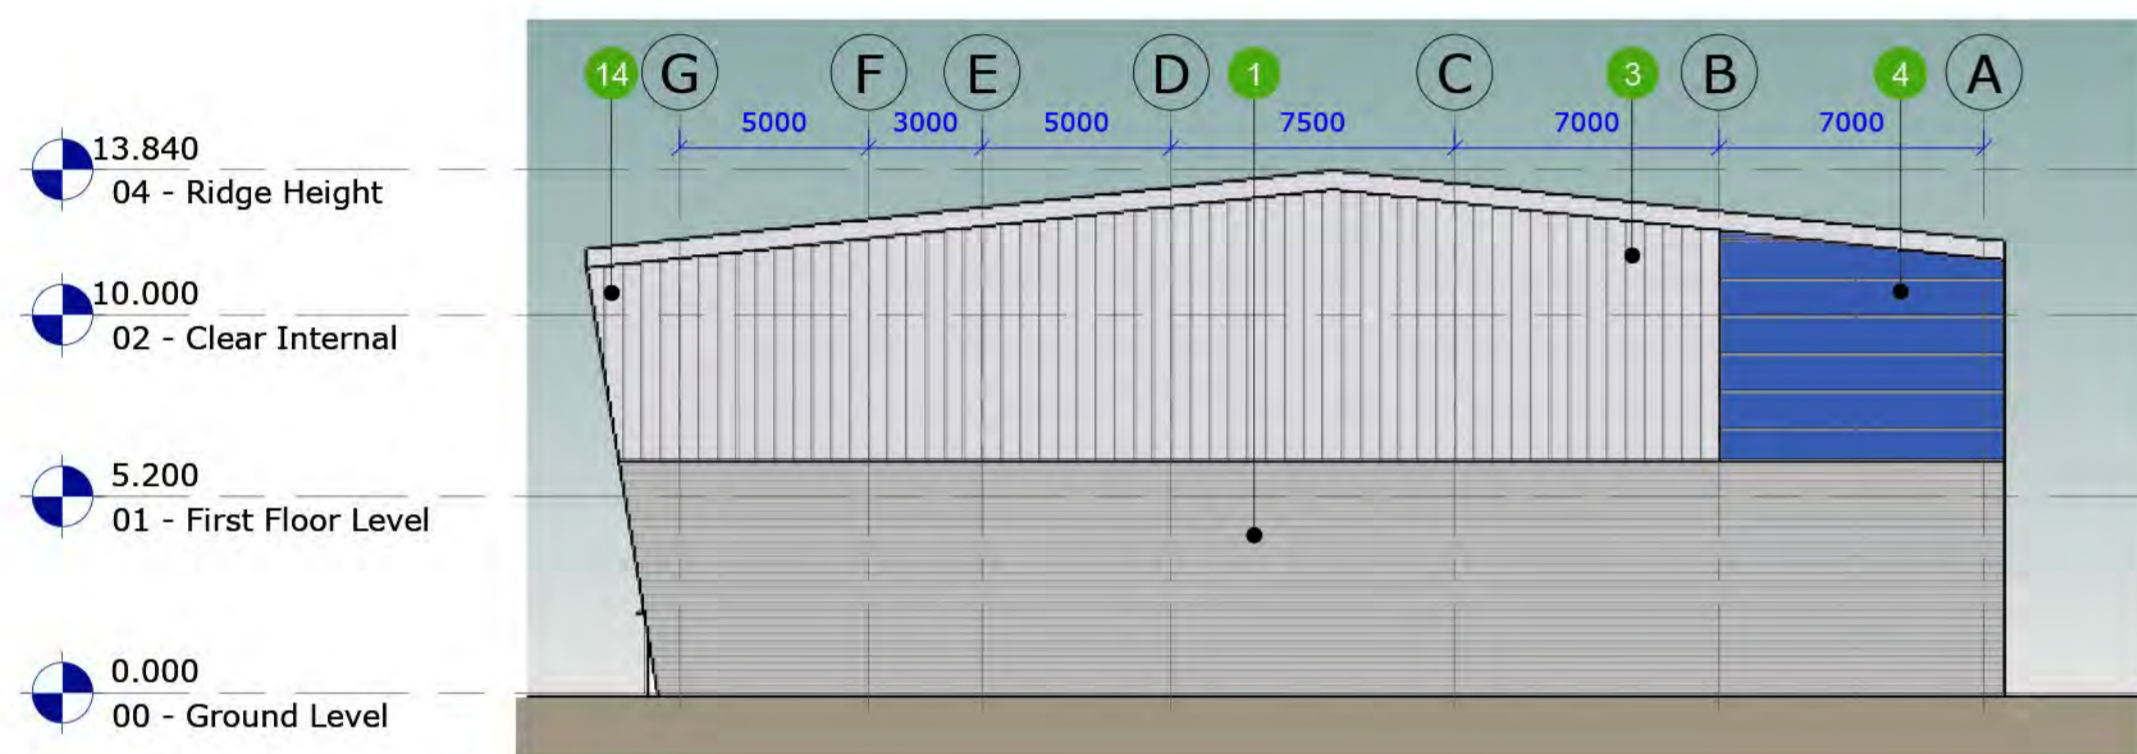 14 G F E D 1 C 3 B 4 A
5000 3000 5000 7500 7000 7000
13.840
04 - Ridge Height
10.000
02 - Clear Internal
5.200
01 - First Floor Level
0.000
00 - Ground Level